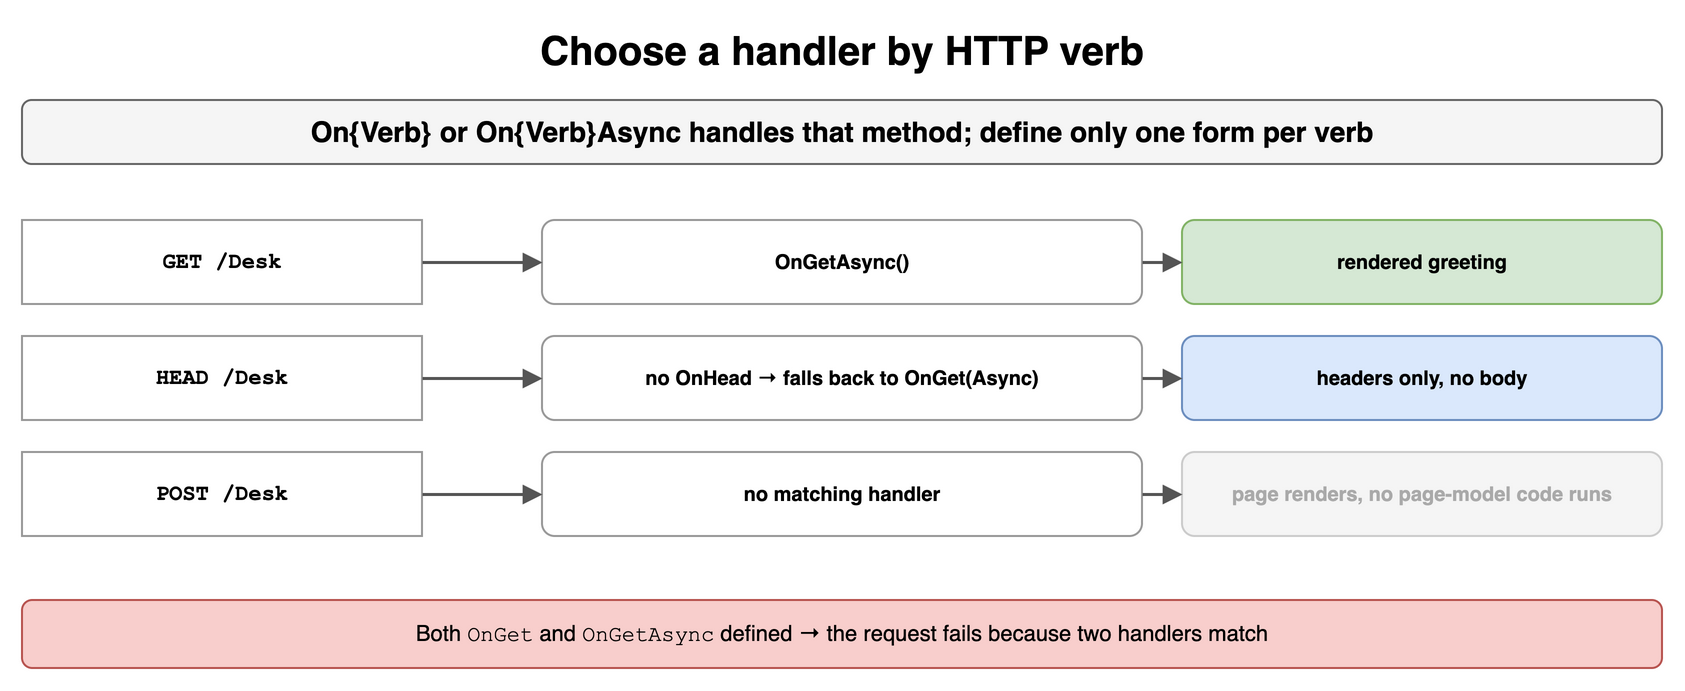 Choose a handler by HTTP verb
On{Verb} or On{Verb}Async handles that method; define only one form per verb
GET /Desk
OnGetAsync()
rendered greeting
HEAD /Desk
no OnHead → falls back to OnGet(Async)
headers only, no body
POST /Desk
no matching handler
page renders, no page-model code runs
Both OnGet and OnGetAsync defined → the request fails because two handlers match